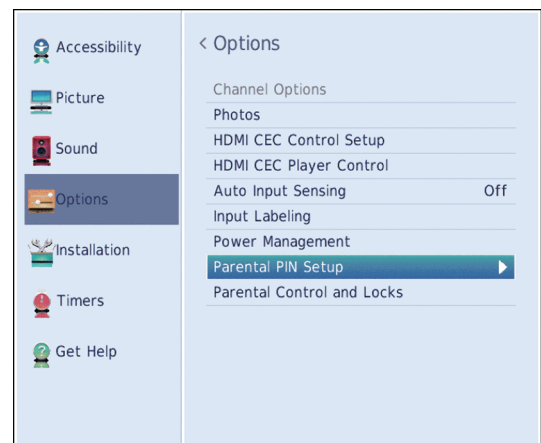 Accessibility
Picture
Sound
Options
Installation
Timers
Get Help
< Options
Channel Options
Photos
HDMI CEC Control Setup
HDMI CEC Player Control
Auto Input Sensing Off
Input Labeling
Power Management
Parental PIN Setup
Parental Control and Locks